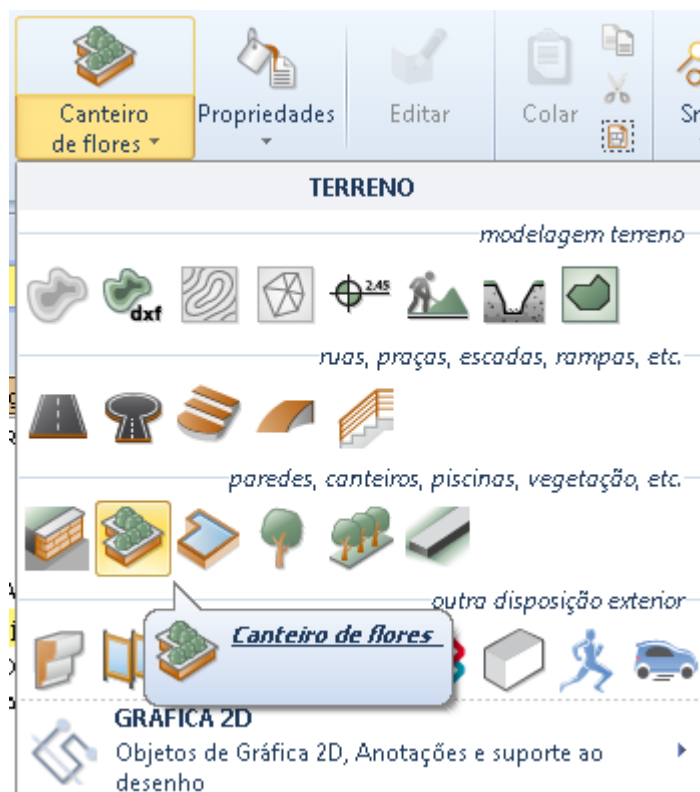 Canteiro
de flores
Propriedades
Editar
Colar
TERRENO
modelagem terreno
dxf
2.45
ruas, praças, escadas, rampas, etc.
paredes, canteiros, piscinas, vegetação, etc.
outra disposição exterior
Canteiro de flores
GRÁFICA 2D
Objetos de Gráfica 2D, Anotações e suporte ao
desenho